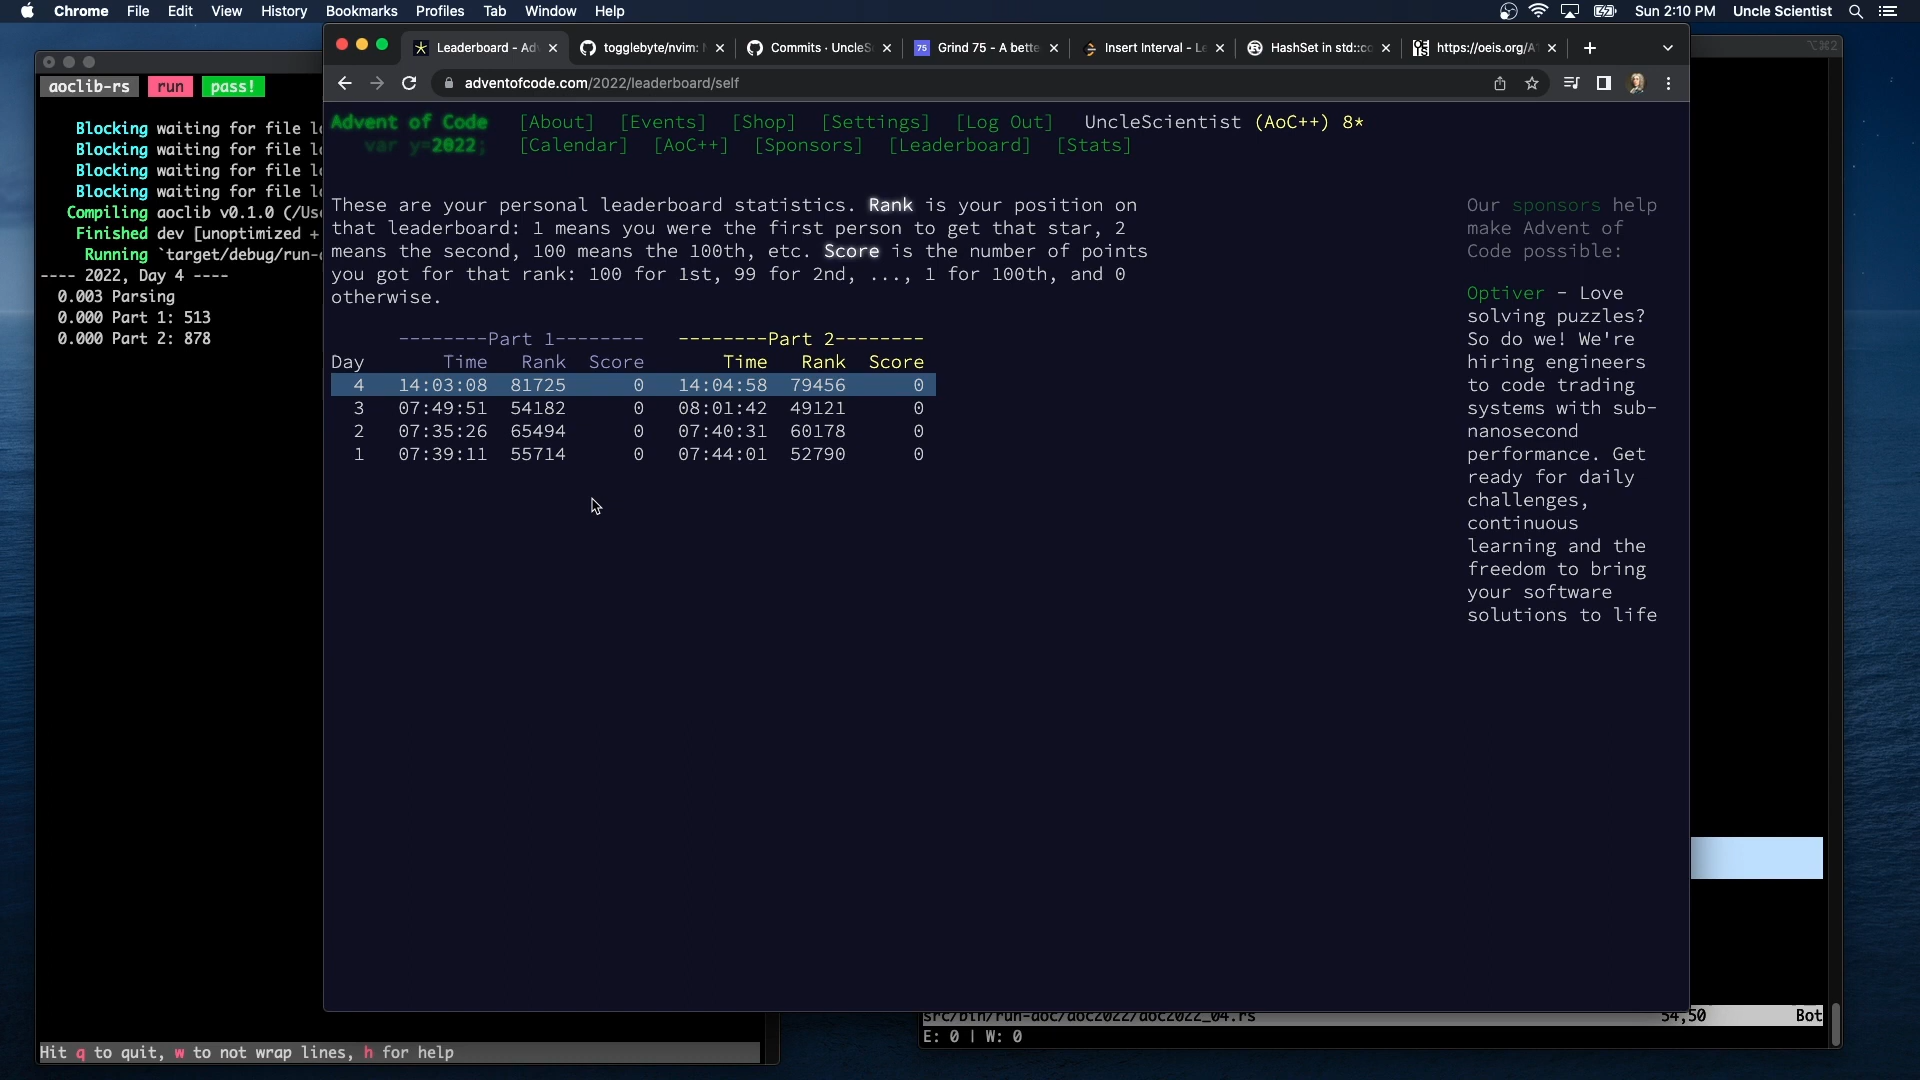 Chrome File Edit View History Bookmarks Profiles Tab Window Help Sun 2:10 PM Uncle Scientist
aoclib-rs run pass!
Blocking waiting for file
Blocking waiting for file
Blocking waiting for file
Blocking waiting for file
Compiling aoclib v0.1.0
Finished dev [unoptimized +
Running `target/debug/run-
---- 2022, Day 4 ----
0.003 Parsing
0.000 Part 1: 513
0.000 Part 2: 878
Hit q to quit, w to not wrap lines, h for help
Leaderboard - Ad togglebyte/nvim: Commits · Uncle Grind 75 - A bette Insert Interval - Le HashSet in std::co https://oeis.org/A
adventofcode.com/2022/leaderboard/self
⌥⌘2
Advent of Code [About] [Events] [Shop] [Settings] [Log Out] UncleScientist (AoC++) 8*
var y=2022; [Calendar] [AoC++] [Sponsors] [Leaderboard] [Stats]
These are your personal leaderboard statistics. Rank is your position on
that leaderboard: 1 means you were the first person to get that star, 2
means the second, 100 means the 100th, etc. Score is the number of points
you got for that rank: 100 for 1st, 99 for 2nd, ..., 1 for 100th, and 0
otherwise.
--------Part 1-------- --------Part 2--------
Day Time Rank Score Time Rank Score
4 14:03:08 81725 0 14:04:58 79456 0
3 07:49:51 54182 0 08:01:42 49121 0
2 07:35:26 65494 0 07:40:31 60178 0
1 07:39:11 55714 0 07:44:01 52790 0
Our sponsors help
make Advent of
Code possible:
Optiver - Love
solving puzzles?
So do we! We're
hiring engineers
to code trading
systems with sub-
nanosecond
performance. Get
ready for daily
challenges,
continuous
learning and the
freedom to bring
your software
solutions to life
src/bin/run-aoc/aoc2022/aoc2022_04.rs 54,50 Bot
E: 0 | W: 0